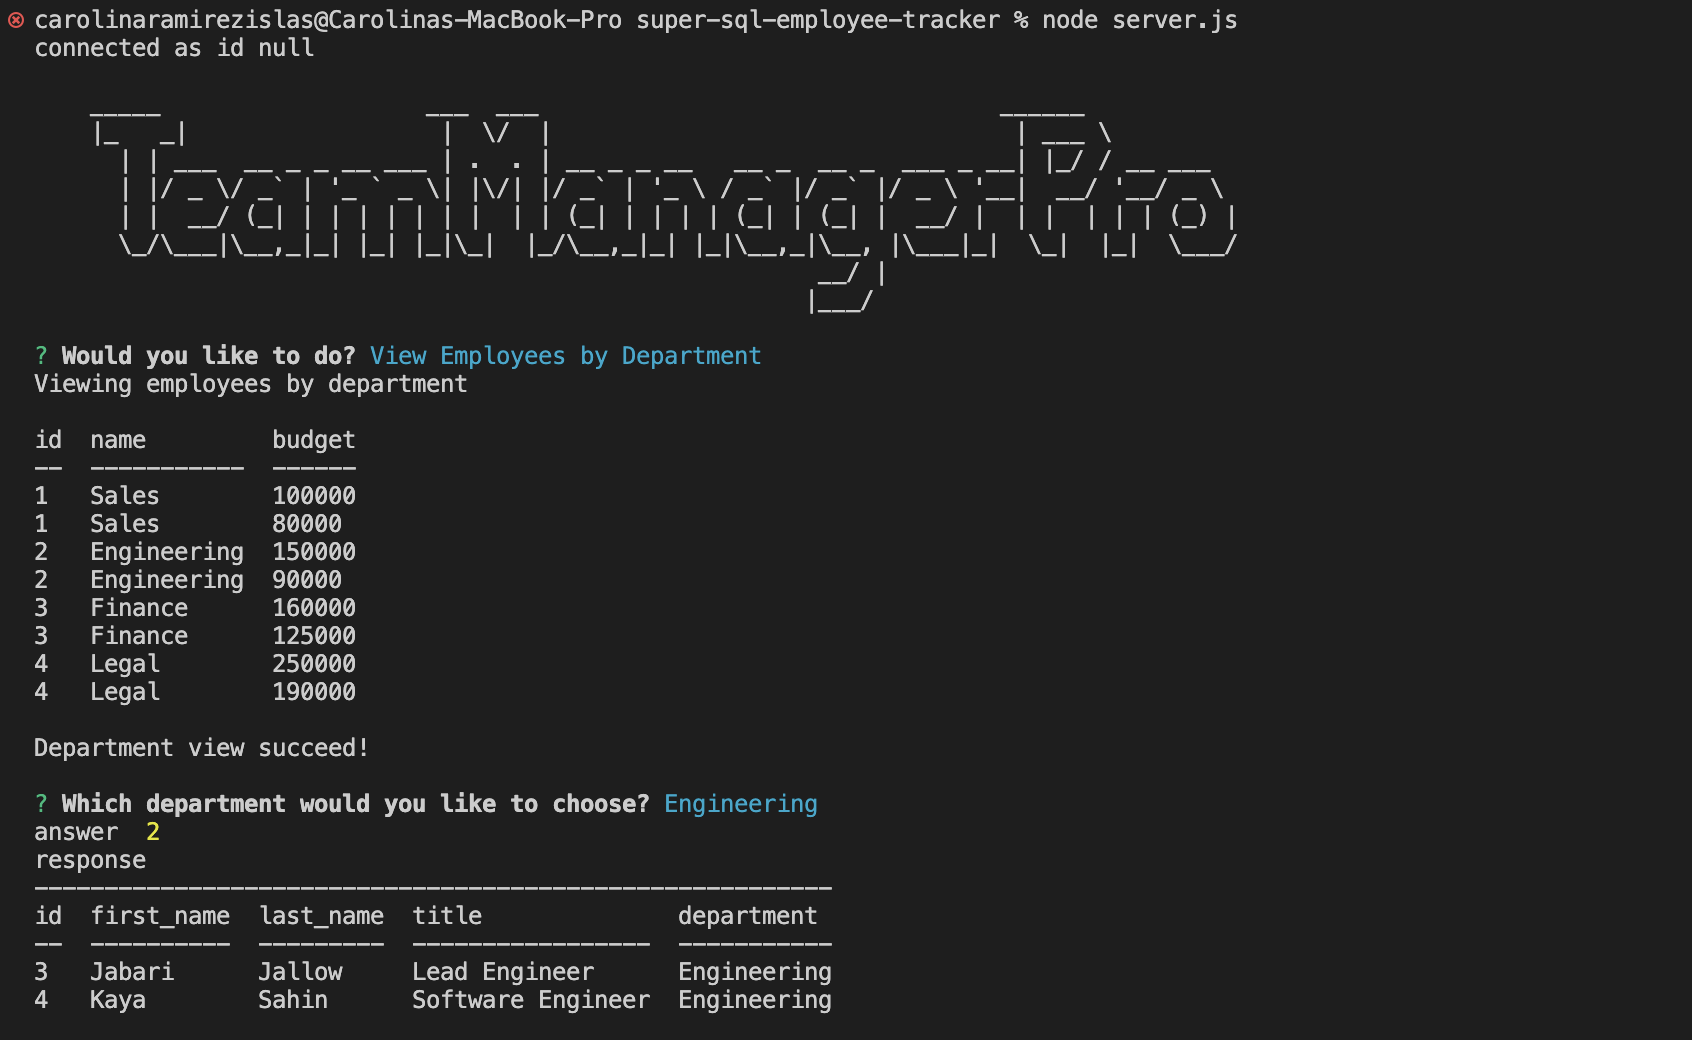 carolinaramirezislas@Carolinas-MacBook-Pro super-sql-employee-tracker % node server.js
connected as id null
TeamManagerPro
? Would you like to do? View Employees by Department
Viewing employees by department
id name budget
-- ----------- ------
1 Sales 100000
1 Sales 80000
2 Engineering 150000
2 Engineering 90000
3 Finance 160000
3 Finance 125000
4 Legal 250000
4 Legal 190000
Department view succeed!
? Which department would you like to choose? Engineering
answer 2
response
---------------------------------------------------------
id first_name last_name title department
-- ---------- --------- ----------------- -----------
3 Jabari Jallow Lead Engineer Engineering
4 Kaya Sahin Software Engineer Engineering